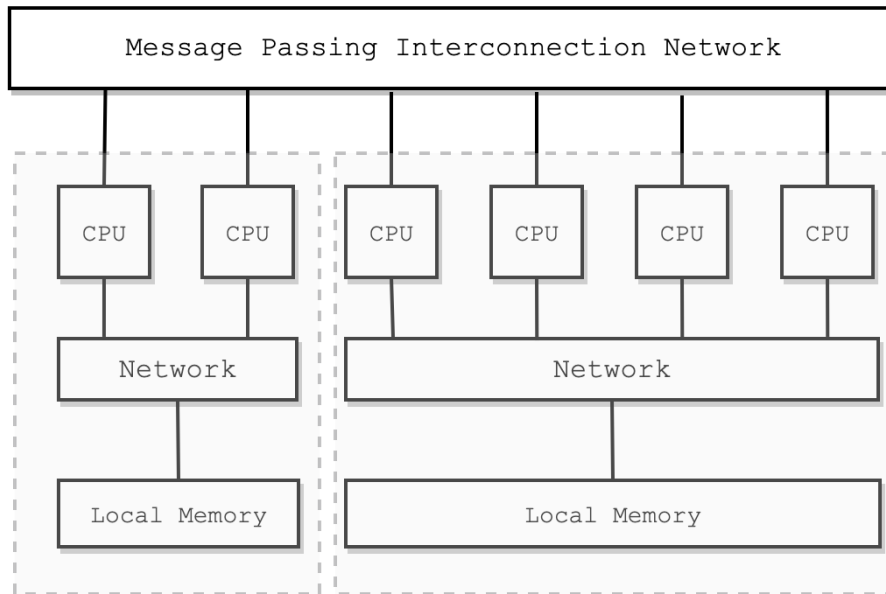 Message Passing Interconnection Network
CPU CPU CPU CPU CPU CPU
Network Network
Local Memory Local Memory